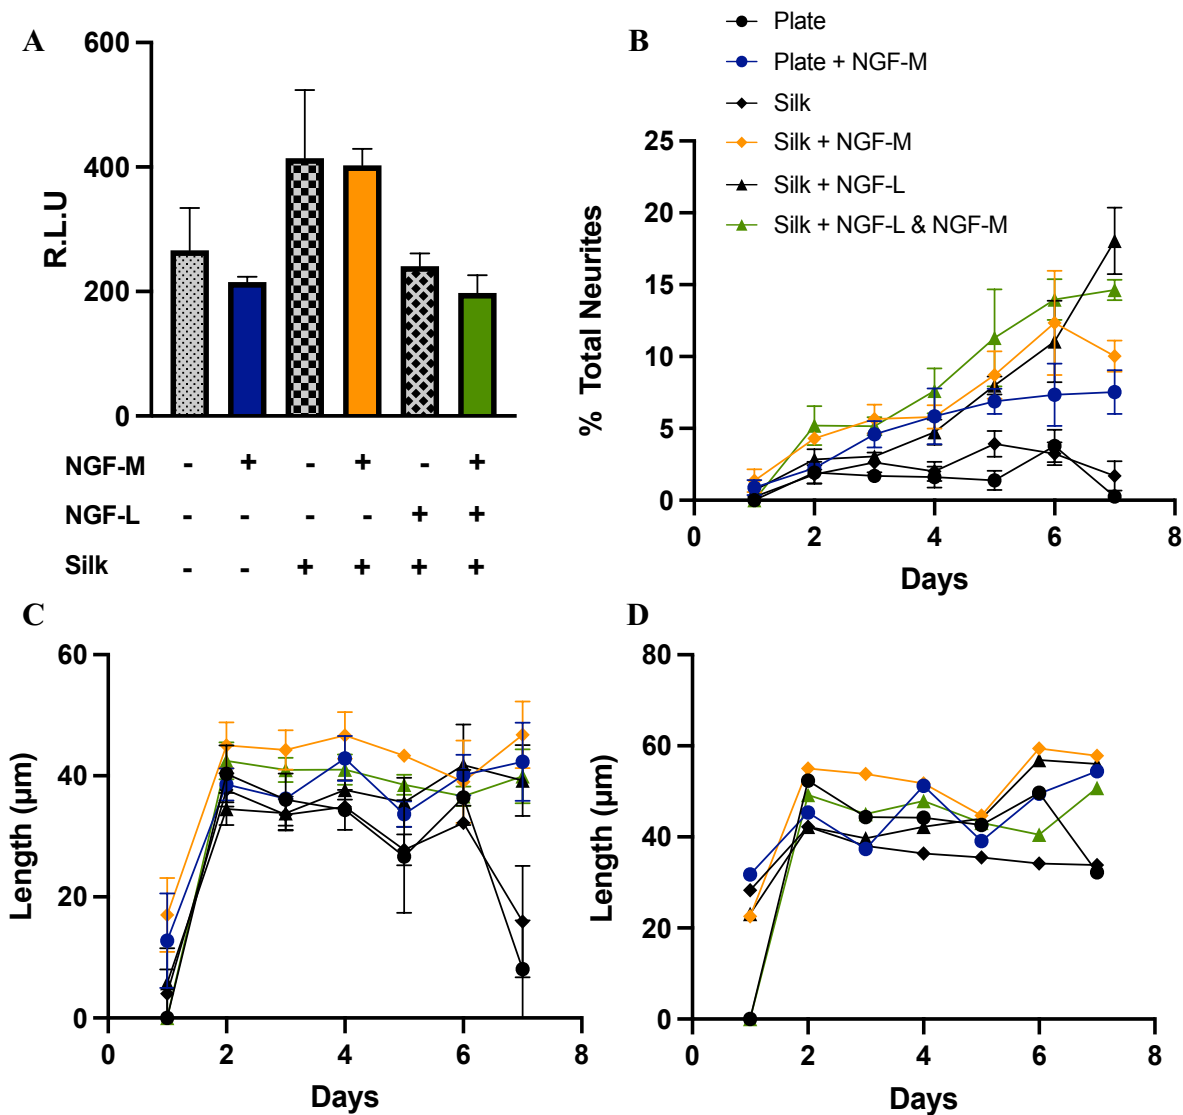 A
600
400
200
0
R.L.U
NGF-M - + - + - +
NGF-L - - - - + +
Silk - - + + + +
B
Plate
Plate + NGF-M
Silk
Silk + NGF-M
Silk + NGF-L
Silk + NGF-L & NGF-M
25
20
15
10
5
0
% Total Neurites
0 2 4 6 8
Days
C
60
40
20
0
Length (μm)
0 2 4 6 8
Days
D
80
60
40
20
0
Length (μm)
0 2 4 6 8
Days